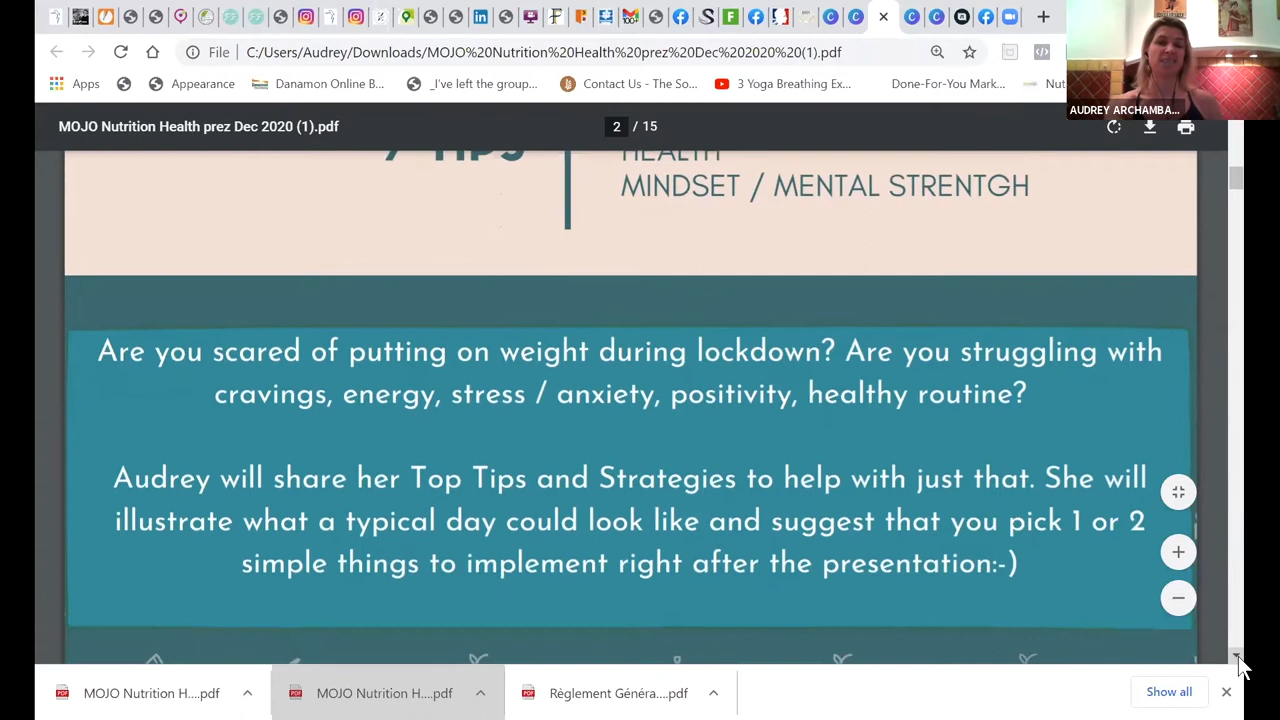 File
C:/Users/Audrey/Downloads/MOJO%20Nutrition%20Health%20prez%20Dec%202020%20(1).pdf
Apps
Appearance
Danamon Online B...
_I've left the group...
Contact Us - The So...
3 Yoga Breathing Ex...
Done-For-You Mark...
Nut
AUDREY ARCHAMBA...
MOJO Nutrition Health prez Dec 2020 (1).pdf
2 / 15
7 TIPS
HEALTH
MINDSET / MENTAL STRENTGH
Are you scared of putting on weight during lockdown? Are you struggling with
cravings, energy, stress / anxiety, positivity, healthy routine?
Audrey will share her Top Tips and Strategies to help with just that. She will
illustrate what a typical day could look like and suggest that you pick 1 or 2
simple things to implement right after the presentation:-)
MOJO Nutrition H....pdf
MOJO Nutrition H....pdf
Règlement Généra....pdf
Show all